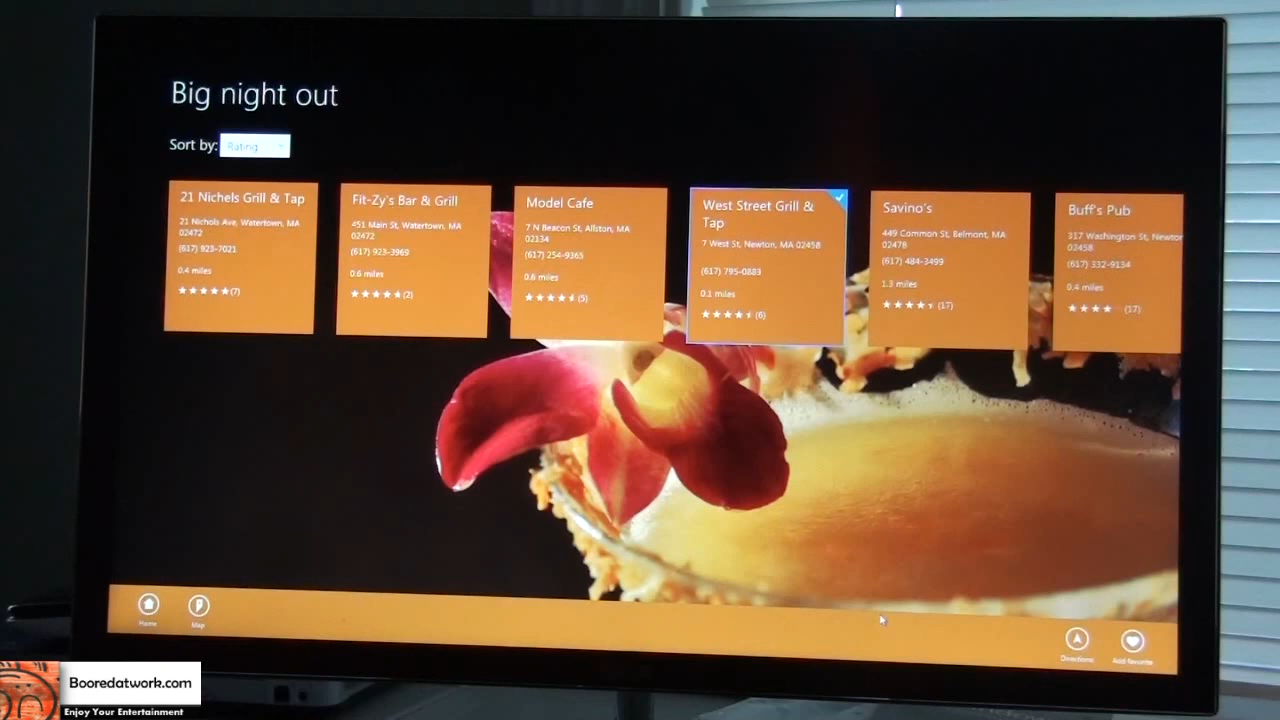 Big night out
Sort by: Rating
21 Nichels Grill & Tap
21 Nichols Ave, Watertown, MA
02472
(617) 923-7021
0.4 miles
(7)
Fit-Zy's Bar & Grill
451 Main St, Watertown, MA
02472
(617) 923-3969
0.6 miles
(2)
Model Cafe
7 N Beacon St, Allston, MA
02134
(617) 254-9365
0.6 miles
(5)
West Street Grill &
Tap
7 West St, Newton, MA 02458
(617) 795-0883
0.1 miles
(6)
Savino's
449 Common St, Belmont, MA
02478
(617) 484-3499
1.3 miles
(17)
Buff's Pub
317 Washington St, Newton
02458
(617) 332-9134
0.4 miles
(17)
Home
Map
Directions
Add favorite
Booredatwork.com
Enjoy Your Entertainment